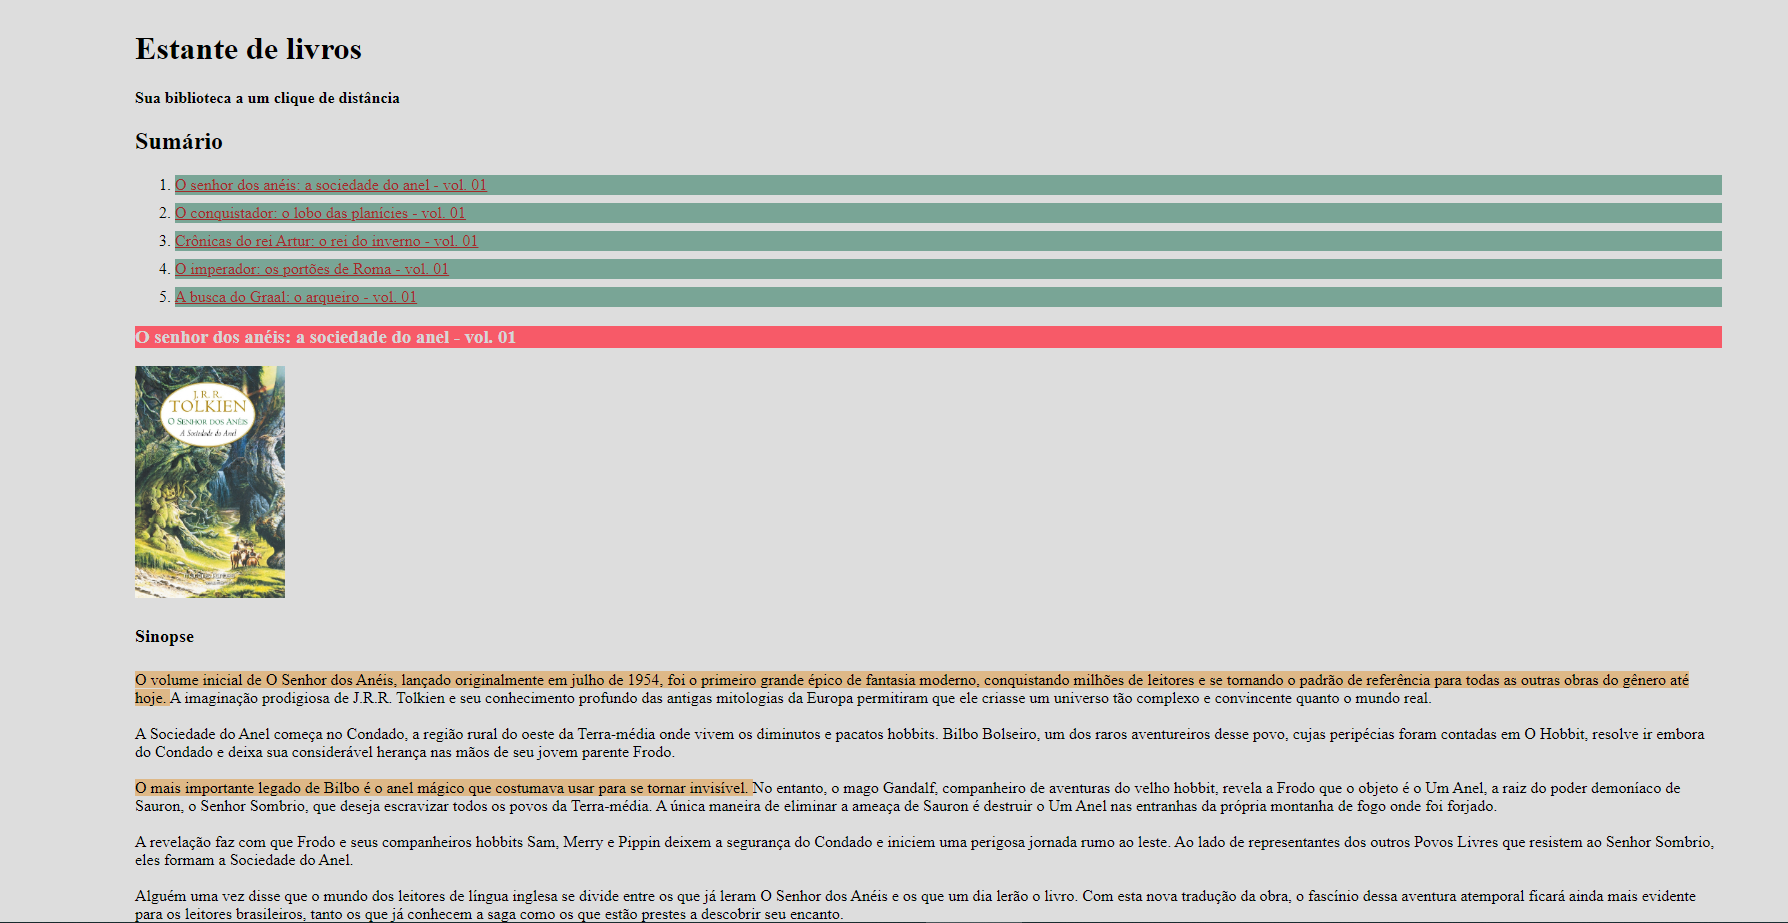 Estante de livros
Sua biblioteca a um clique de distância
Sumário
1. O senhor dos anéis: a sociedade do anel - vol. 01
2. O conquistador: o lobo das planícies - vol. 01
3. Crônicas do rei Artur: o rei do inverno - vol. 01
4. O imperador: os portões de Roma - vol. 01
5. A busca do Graal: o arqueiro - vol. 01
O senhor dos anéis: a sociedade do anel - vol. 01
J.R.R.
TOLKIEN
O SENHOR DOS ANÉIS
A Sociedade do Anel
Sinopse
O volume inicial de O Senhor dos Anéis, lançado originalmente em julho de 1954, foi o primeiro grande épico de fantasia moderno, conquistando milhões de leitores e se tornando o padrão de referência para todas as outras obras do gênero até
hoje. A imaginação prodigiosa de J.R.R. Tolkien e seu conhecimento profundo das antigas mitologias da Europa permitiram que ele criasse um universo tão complexo e convincente quanto o mundo real.
A Sociedade do Anel começa no Condado, a região rural do oeste da Terra-média onde vivem os diminutos e pacatos hobbits. Bilbo Bolseiro, um dos raros aventureiros desse povo, cujas peripécias foram contadas em O Hobbit, resolve ir embora
do Condado e deixa sua considerável herança nas mãos de seu jovem parente Frodo.
O mais importante legado de Bilbo é o anel mágico que costumava usar para se tornar invisível. No entanto, o mago Gandalf, companheiro de aventuras do velho hobbit, revela a Frodo que o objeto é o Um Anel, a raiz do poder demoníaco de
Sauron, o Senhor Sombrio, que deseja escravizar todos os povos da Terra-média. A única maneira de eliminar a ameaça de Sauron é destruir o Um Anel nas entranhas da própria montanha de fogo onde foi forjado.
A revelação faz com que Frodo e seus companheiros hobbits Sam, Merry e Pippin deixem a segurança do Condado e iniciem uma perigosa jornada rumo ao leste. Ao lado de representantes dos outros Povos Livres que resistem ao Senhor Sombrio,
eles formam a Sociedade do Anel.
Alguém uma vez disse que o mundo dos leitores de língua inglesa se divide entre os que já leram O Senhor dos Anéis e os que um dia lerão o livro. Com esta nova tradução da obra, o fascínio dessa aventura atemporal ficará ainda mais evidente
para os leitores brasileiros, tanto os que já conhecem a saga como os que estão prestes a descobrir seu encanto.